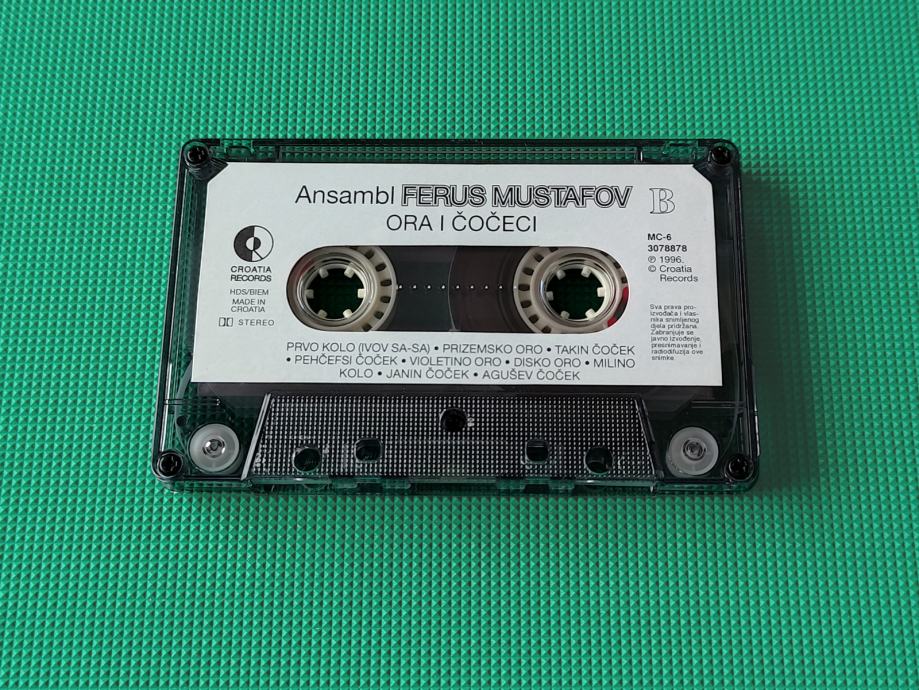 Ansambl FERUS MUSTAFOV
B
ORA I ČOČECI
CROATIA
RECORDS
HDS/BIEM
MADE IN
CROATIA
STEREO
MC-6
3078878
℗ 1996.
© Croatia
Records
Sva prava pro-
izvođača i vlas-
nika snimljenog
djela pridržana.
Zabranjuje se
javno izvođenje,
presnimavanje i
radiodifuzija ove
snimke.
PRVO KOLO (IVOV SA-SA) • PRIZEMSKO ORO • TAKIN ČOČEK
• PEHČEFSI ČOČEK • VIOLETINO ORO • DISKO ORO • MILINO
KOLO • JANIN ČOČEK • AGUŠEV ČOČEK